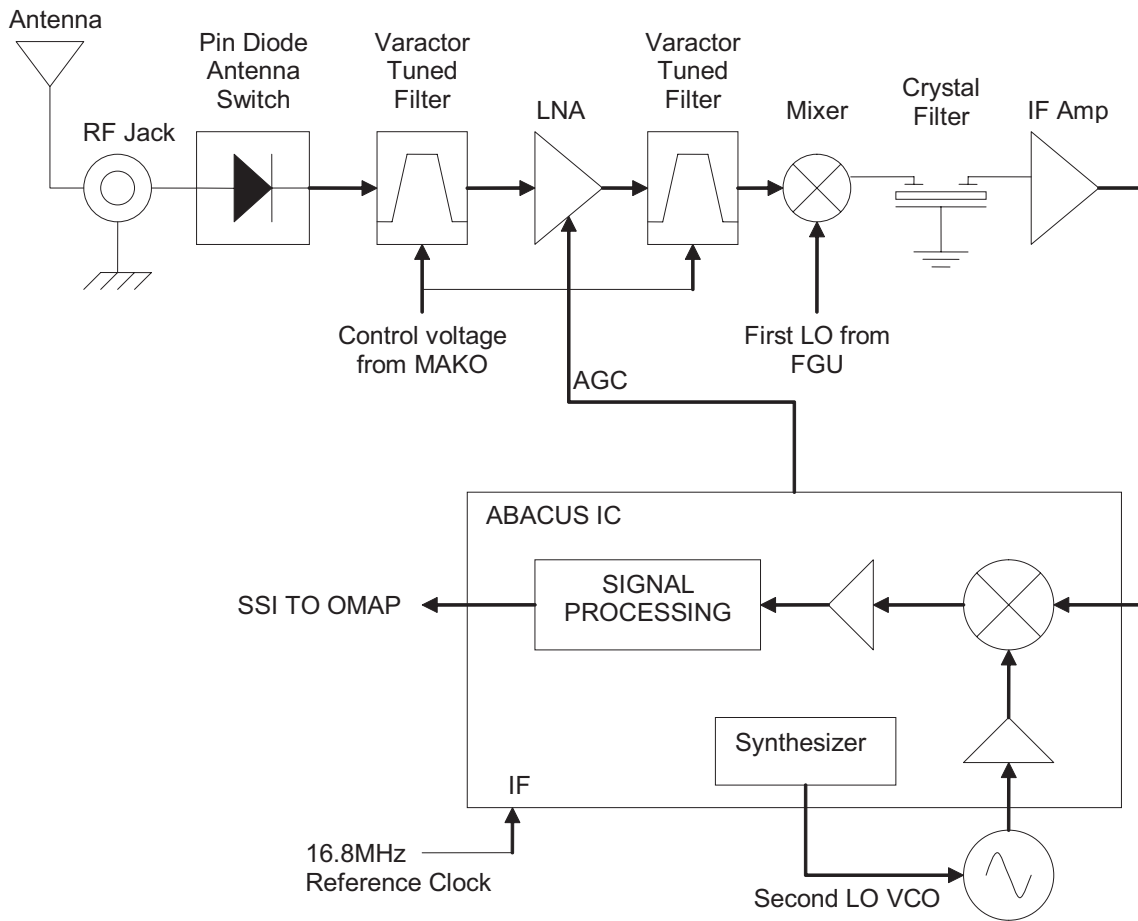 Antenna
RF Jack
Pin Diode
Antenna
Switch
Varactor
Tuned
Filter
LNA
Varactor
Tuned
Filter
Mixer
Crystal
Filter
IF Amp
Control voltage
from MAKO
First LO from
FGU
AGC
ABACUS IC
SIGNAL
PROCESSING
SSI TO OMAP
Synthesizer
IF
16.8MHz
Reference Clock
Second LO VCO